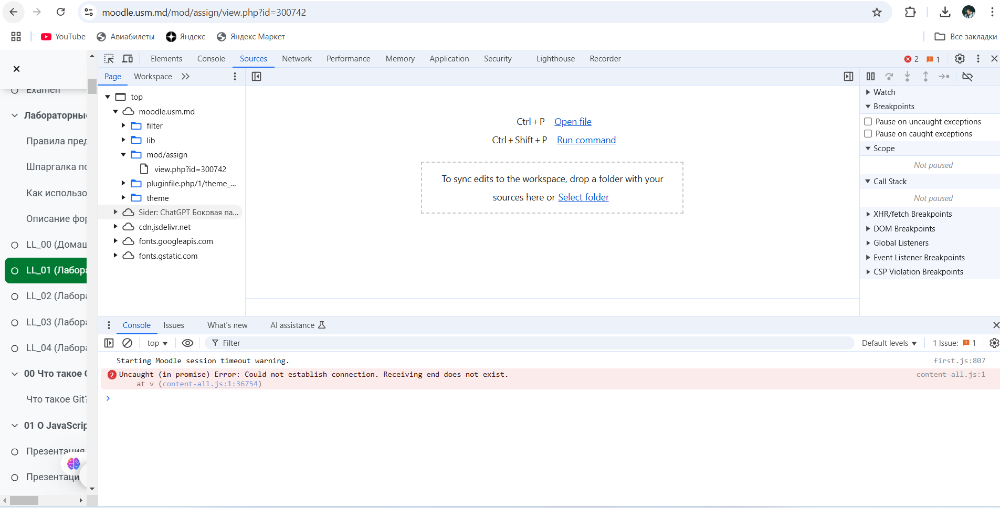 moodle.usm.md/mod/assign/view.php?id=300742
YouTube Авиабилеты Яндекс Яндекс Маркет Все закладки
Examen
Лабораторные
Правила пред
Шпаргалка по
Как использо
Описание фор
LL_00 (Домаш
LL_01 (Лабора
LL_02 (Лабора
LL_03 (Лабора
LL_04 (Лабора
00 Что такое G
Что такое Git?
01 О JavaScrip
Презентация
Презентаци
Elements Console Sources Network Performance Memory Application Security Lighthouse Recorder 2 1
Page Workspace
top
moodle.usm.md
filter
lib
mod/assign
view.php?id=300742
pluginfile.php/1/theme_...
theme
Sider: ChatGPT Боковая па...
cdn.jsdelivr.net
fonts.googleapis.com
fonts.gstatic.com
Ctrl + P Open file
Ctrl + Shift + P Run command
To sync edits to the workspace, drop a folder with your
sources here or Select folder
Watch
Breakpoints
Pause on uncaught exceptions
Pause on caught exceptions
Scope
Not paused
Call Stack
Not paused
XHR/fetch Breakpoints
DOM Breakpoints
Global Listeners
Event Listener Breakpoints
CSP Violation Breakpoints
Console Issues What's new AI assistance
top Filter Default levels 1 Issue: 1
Starting Moodle session timeout warning. first.js:807
2 Uncaught (in promise) Error: Could not establish connection. Receiving end does not exist. content-all.js:1
at v (content-all.js:1:36754)